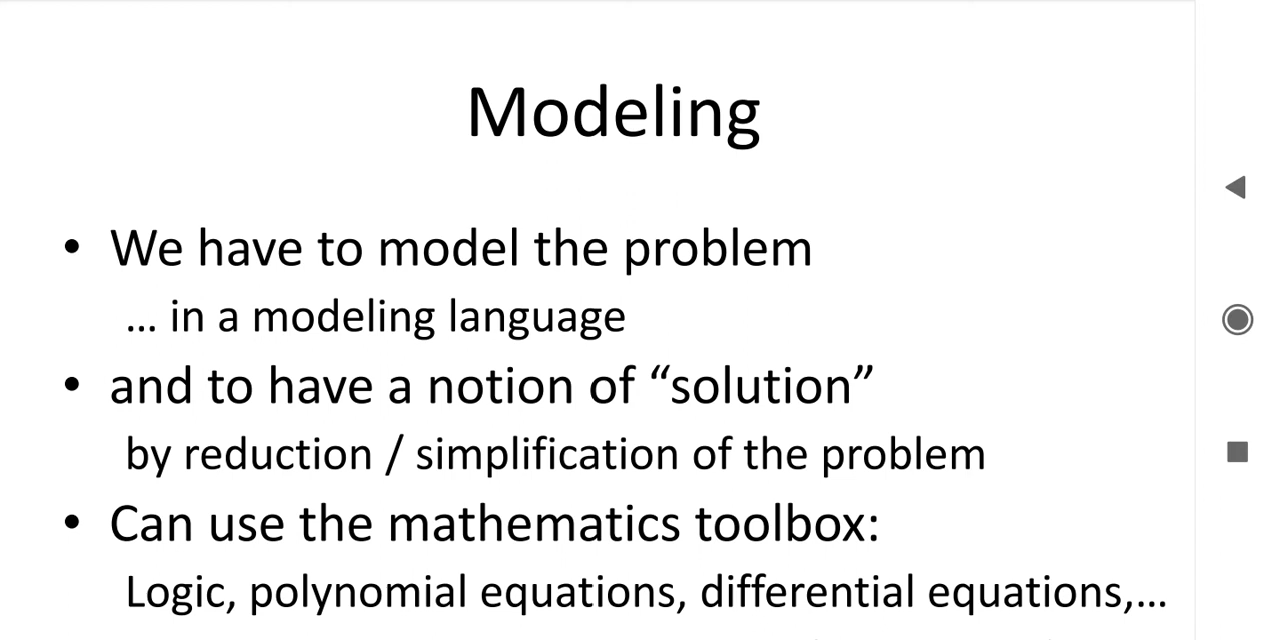 Modeling
• We have to model the problem
… in a modeling language
• and to have a notion of “solution”
by reduction / simplification of the problem
• Can use the mathematics toolbox:
Logic, polynomial equations, differential equations,…